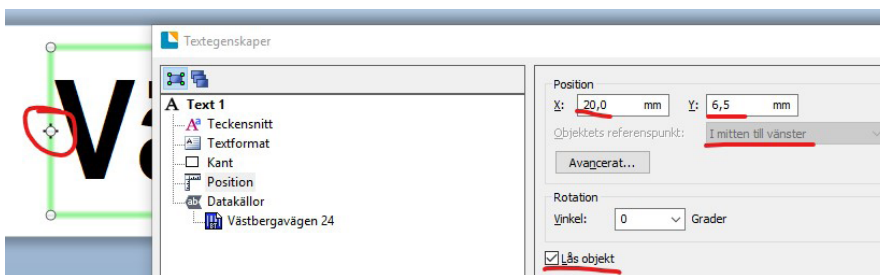 Textegenskaper
V
A Text 1
Teckensnitt
Textformat
Kant
Position
Datakällor
Västbergavägen 24
Position
X: 20,0 mm Y: 6,5 mm
Objektets referenspunkt: I mitten till vänster
Avancerat...
Rotation
Vinkel: 0 Grader
Lås objekt